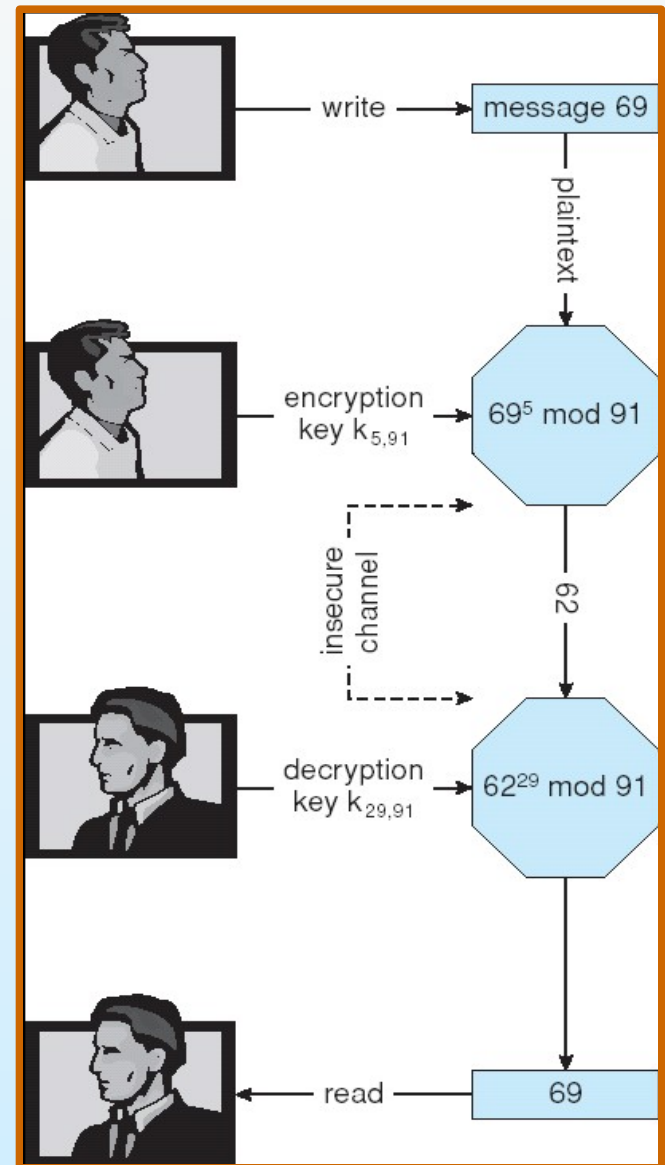 write
message 69
plaintext
encryption
key k₅,₉₁
69⁵ mod 91
insecure
channel
62
decryption
key k₂₉,₉₁
62²⁹ mod 91
read
69